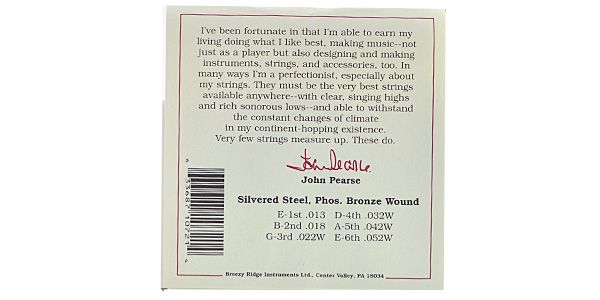 I've been fortunate in that I'm able to earn my
living doing what I like best, making music--not
just as a player but also designing and making
instruments, strings, and accessories, too. In
many ways I'm a perfectionist, especially about
my strings. They must be the very best strings
available anywhere--with clear, singing highs
and rich sonorous lows--and able to withstand
the constant changes of climate
in my continent-hopping existence.
Very few strings measure up. These do.
John Pearse
John Pearse
Silvered Steel, Phos. Bronze Wound
E-1st .013 D-4th .032W
B-2nd .018 A-5th .042W
G-3rd .022W E-6th .052W
Breezy Ridge Instruments Ltd., Center Valley, PA 18034